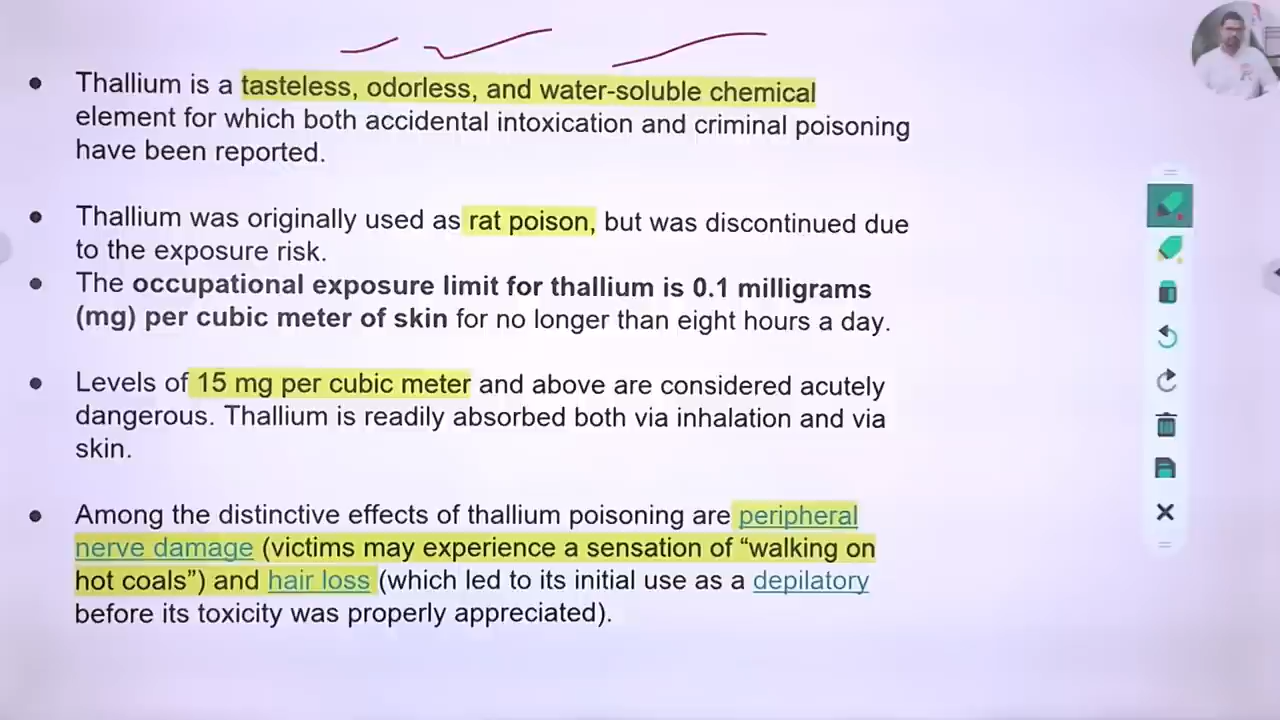 Thallium is a tasteless, odorless, and water-soluble chemical
element for which both accidental intoxication and criminal poisoning
have been reported.
Thallium was originally used as rat poison, but was discontinued due
to the exposure risk.
The occupational exposure limit for thallium is 0.1 milligrams
(mg) per cubic meter of skin for no longer than eight hours a day.
Levels of 15 mg per cubic meter and above are considered acutely
dangerous. Thallium is readily absorbed both via inhalation and via
skin.
Among the distinctive effects of thallium poisoning are peripheral
nerve damage (victims may experience a sensation of “walking on
hot coals”) and hair loss (which led to its initial use as a depilatory
before its toxicity was properly appreciated).